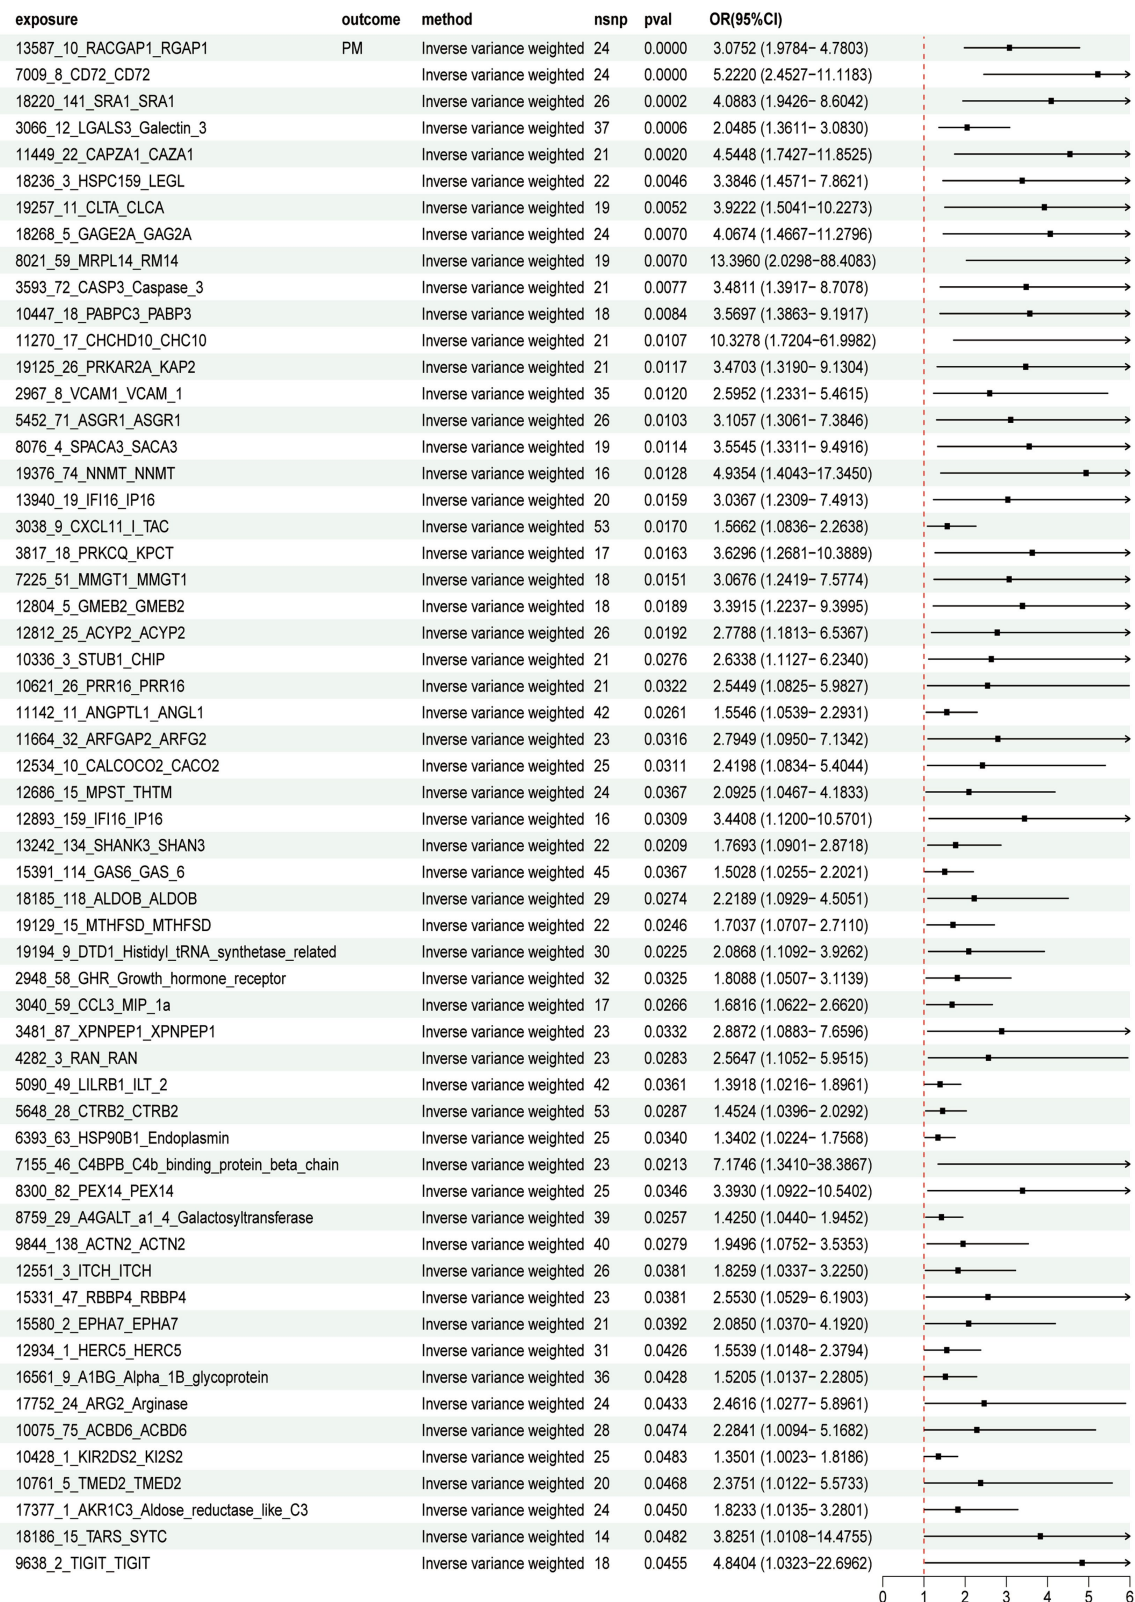 exposure outcome method nsnp pval OR(95%CI)
13587_10_RACGAP1_RGAP1 PM Inverse variance weighted 24 0.0000 3.0752 (1.9784− 4.7803)
7009_8_CD72_CD72 Inverse variance weighted 24 0.0000 5.2220 (2.4527−11.1183)
18220_141_SRA1_SRA1 Inverse variance weighted 26 0.0002 4.0883 (1.9426− 8.6042)
3066_12_LGALS3_Galectin_3 Inverse variance weighted 37 0.0006 2.0485 (1.3611− 3.0830)
11449_22_CAPZA1_CAZA1 Inverse variance weighted 21 0.0020 4.5448 (1.7427−11.8525)
18236_3_HSPC159_LEGL Inverse variance weighted 22 0.0046 3.3846 (1.4571− 7.8621)
19257_11_CLTA_CLCA Inverse variance weighted 19 0.0052 3.9222 (1.5041−10.2273)
18268_5_GAGE2A_GAG2A Inverse variance weighted 24 0.0070 4.0674 (1.4667−11.2796)
8021_59_MRPL14_RM14 Inverse variance weighted 19 0.0070 13.3960 (2.0298−88.4083)
3593_72_CASP3_Caspase_3 Inverse variance weighted 21 0.0077 3.4811 (1.3917− 8.7078)
10447_18_PABPC3_PABP3 Inverse variance weighted 18 0.0084 3.5697 (1.3863− 9.1917)
11270_17_CHCHD10_CHC10 Inverse variance weighted 21 0.0107 10.3278 (1.7204−61.9982)
19125_26_PRKAR2A_KAP2 Inverse variance weighted 21 0.0117 3.4703 (1.3190− 9.1304)
2967_8_VCAM1_VCAM_1 Inverse variance weighted 35 0.0120 2.5952 (1.2331− 5.4615)
5452_71_ASGR1_ASGR1 Inverse variance weighted 26 0.0103 3.1057 (1.3061− 7.3846)
8076_4_SPACA3_SACA3 Inverse variance weighted 19 0.0114 3.5545 (1.3311− 9.4916)
19376_74_NNMT_NNMT Inverse variance weighted 16 0.0128 4.9354 (1.4043−17.3450)
13940_19_IFI16_IP16 Inverse variance weighted 20 0.0159 3.0367 (1.2309− 7.4913)
3038_9_CXCL11_I_TAC Inverse variance weighted 53 0.0170 1.5662 (1.0836− 2.2638)
3817_18_PRKCQ_KPCT Inverse variance weighted 17 0.0163 3.6296 (1.2681−10.3889)
7225_51_MMGT1_MMGT1 Inverse variance weighted 18 0.0151 3.0676 (1.2419− 7.5774)
12804_5_GMEB2_GMEB2 Inverse variance weighted 18 0.0189 3.3915 (1.2237− 9.3995)
12812_25_ACYP2_ACYP2 Inverse variance weighted 26 0.0192 2.7788 (1.1813− 6.5367)
10336_3_STUB1_CHIP Inverse variance weighted 21 0.0276 2.6338 (1.1127− 6.2340)
10621_26_PRR16_PRR16 Inverse variance weighted 21 0.0322 2.5449 (1.0825− 5.9827)
11142_11_ANGPTL1_ANGL1 Inverse variance weighted 42 0.0261 1.5546 (1.0539− 2.2931)
11664_32_ARFGAP2_ARFG2 Inverse variance weighted 23 0.0316 2.7949 (1.0950− 7.1342)
12534_10_CALCOCO2_CACO2 Inverse variance weighted 25 0.0311 2.4198 (1.0834− 5.4044)
12686_15_MPST_THTM Inverse variance weighted 24 0.0367 2.0925 (1.0467− 4.1833)
12893_159_IFI16_IP16 Inverse variance weighted 16 0.0309 3.4408 (1.1200−10.5701)
13242_134_SHANK3_SHAN3 Inverse variance weighted 22 0.0209 1.7693 (1.0901− 2.8718)
15391_114_GAS6_GAS_6 Inverse variance weighted 45 0.0367 1.5028 (1.0255− 2.2021)
18185_118_ALDOB_ALDOB Inverse variance weighted 29 0.0274 2.2189 (1.0929− 4.5051)
19129_15_MTHFSD_MTHFSD Inverse variance weighted 22 0.0246 1.7037 (1.0707− 2.7110)
19194_9_DTD1_Histidyl_tRNA_synthetase_related Inverse variance weighted 30 0.0225 2.0868 (1.1092− 3.9262)
2948_58_GHR_Growth_hormone_receptor Inverse variance weighted 32 0.0325 1.8088 (1.0507− 3.1139)
3040_59_CCL3_MIP_1a Inverse variance weighted 17 0.0266 1.6816 (1.0622− 2.6620)
3481_87_XPNPEP1_XPNPEP1 Inverse variance weighted 23 0.0332 2.8872 (1.0883− 7.6596)
4282_3_RAN_RAN Inverse variance weighted 23 0.0283 2.5647 (1.1052− 5.9515)
5090_49_LILRB1_ILT_2 Inverse variance weighted 42 0.0361 1.3918 (1.0216− 1.8961)
5648_28_CTRB2_CTRB2 Inverse variance weighted 53 0.0287 1.4524 (1.0396− 2.0292)
6393_63_HSP90B1_Endoplasmin Inverse variance weighted 25 0.0340 1.3402 (1.0224− 1.7568)
7155_46_C4BPB_C4b_binding_protein_beta_chain Inverse variance weighted 23 0.0213 7.1746 (1.3410−38.3867)
8300_82_PEX14_PEX14 Inverse variance weighted 25 0.0346 3.3930 (1.0922−10.5402)
8759_29_A4GALT_a1_4_Galactosyltransferase Inverse variance weighted 39 0.0257 1.4250 (1.0440− 1.9452)
9844_138_ACTN2_ACTN2 Inverse variance weighted 40 0.0279 1.9496 (1.0752− 3.5353)
12551_3_ITCH_ITCH Inverse variance weighted 26 0.0381 1.8259 (1.0337− 3.2250)
15331_47_RBBP4_RBBP4 Inverse variance weighted 23 0.0381 2.5530 (1.0529− 6.1903)
15580_2_EPHA7_EPHA7 Inverse variance weighted 21 0.0392 2.0850 (1.0370− 4.1920)
12934_1_HERC5_HERC5 Inverse variance weighted 31 0.0426 1.5539 (1.0148− 2.3794)
16561_9_A1BG_Alpha_1B_glycoprotein Inverse variance weighted 36 0.0428 1.5205 (1.0137− 2.2805)
17752_24_ARG2_Arginase Inverse variance weighted 24 0.0433 2.4616 (1.0277− 5.8961)
10075_75_ACBD6_ACBD6 Inverse variance weighted 28 0.0474 2.2841 (1.0094− 5.1682)
10428_1_KIR2DS2_KI2S2 Inverse variance weighted 25 0.0483 1.3501 (1.0023− 1.8186)
10761_5_TMED2_TMED2 Inverse variance weighted 20 0.0468 2.3751 (1.0122− 5.5733)
17377_1_AKR1C3_Aldose_reductase_like_C3 Inverse variance weighted 24 0.0450 1.8233 (1.0135− 3.2801)
18186_15_TARS_SYTC Inverse variance weighted 14 0.0482 3.8251 (1.0108−14.4755)
9638_2_TIGIT_TIGIT Inverse variance weighted 18 0.0455 4.8404 (1.0323−22.6962)
0 1 2 3 4 5 6